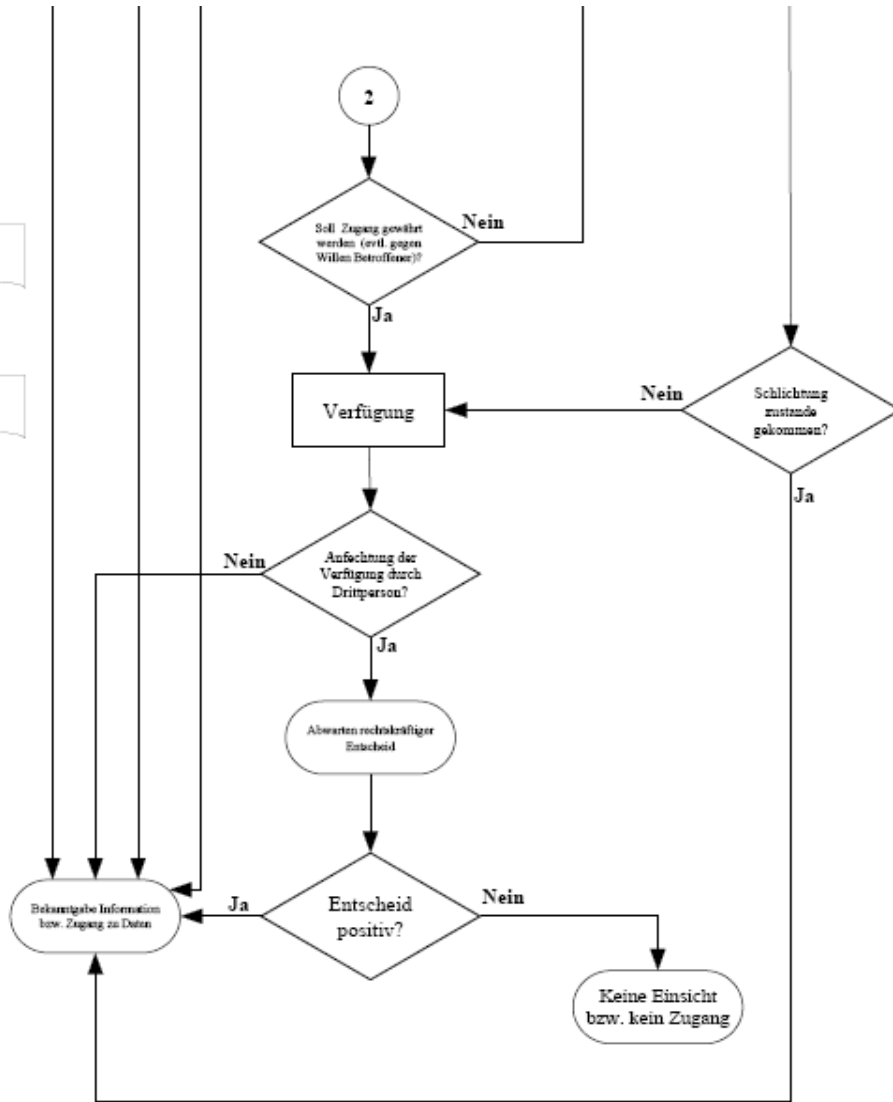 2
Soll Zugang gewährt
werden (evtl. gegen
Willen Betroffener)?
Nein
Ja
Verfügung
Nein
Schlichtung
zustande
gekommen?
Ja
Nein
Anfechtung der
Verfügung durch
Drittperson?
Ja
Abwarten rechtskräftiger
Entscheid
Bekanntgabe Information
bzw. Zugang zu Daten
Ja
Entscheid
positiv?
Nein
Keine Einsicht
bzw. kein Zugang